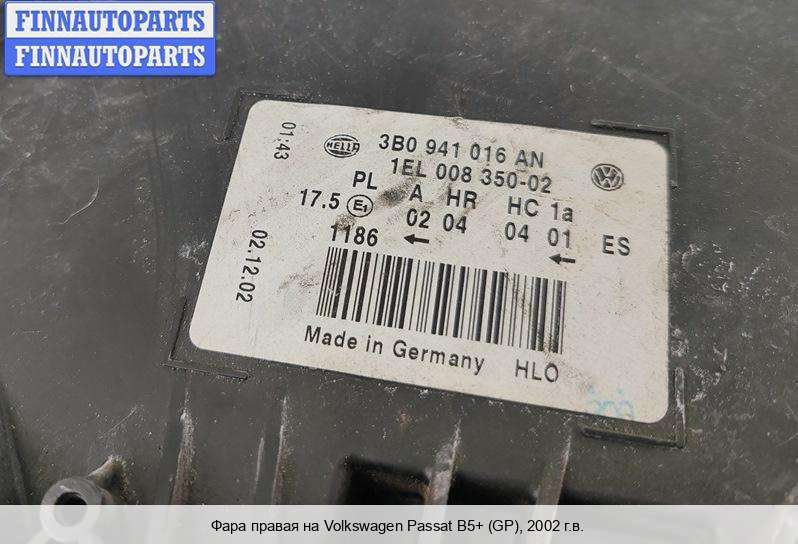 FINNAUTOPARTS
FINNAUTOPARTS
01:43
HELLA
3B0 941 016 AN
1EL 008 350-02
PL A HR HC 1a
17.5 E1 02 04 04 01 ES
1186 ← ←
02.12.02
Made in Germany HLO
Фара правая на Volkswagen Passat B5+ (GP), 2002 г.в.